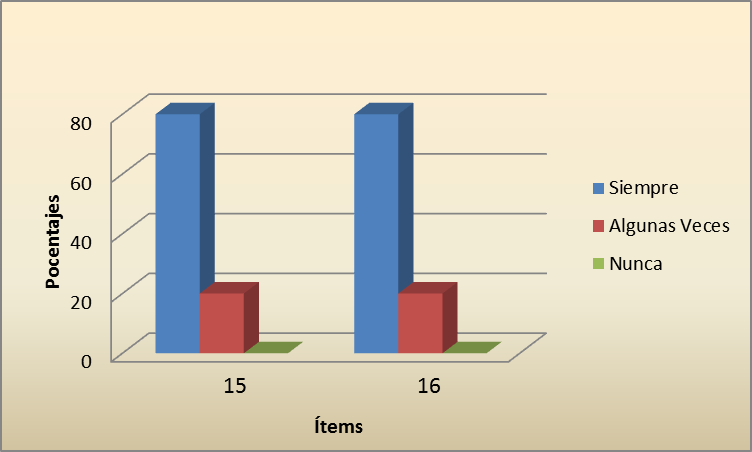 80
60
40
20
0
Pocentajes
15
16
Ítems
Siempre
Algunas Veces
Nunca